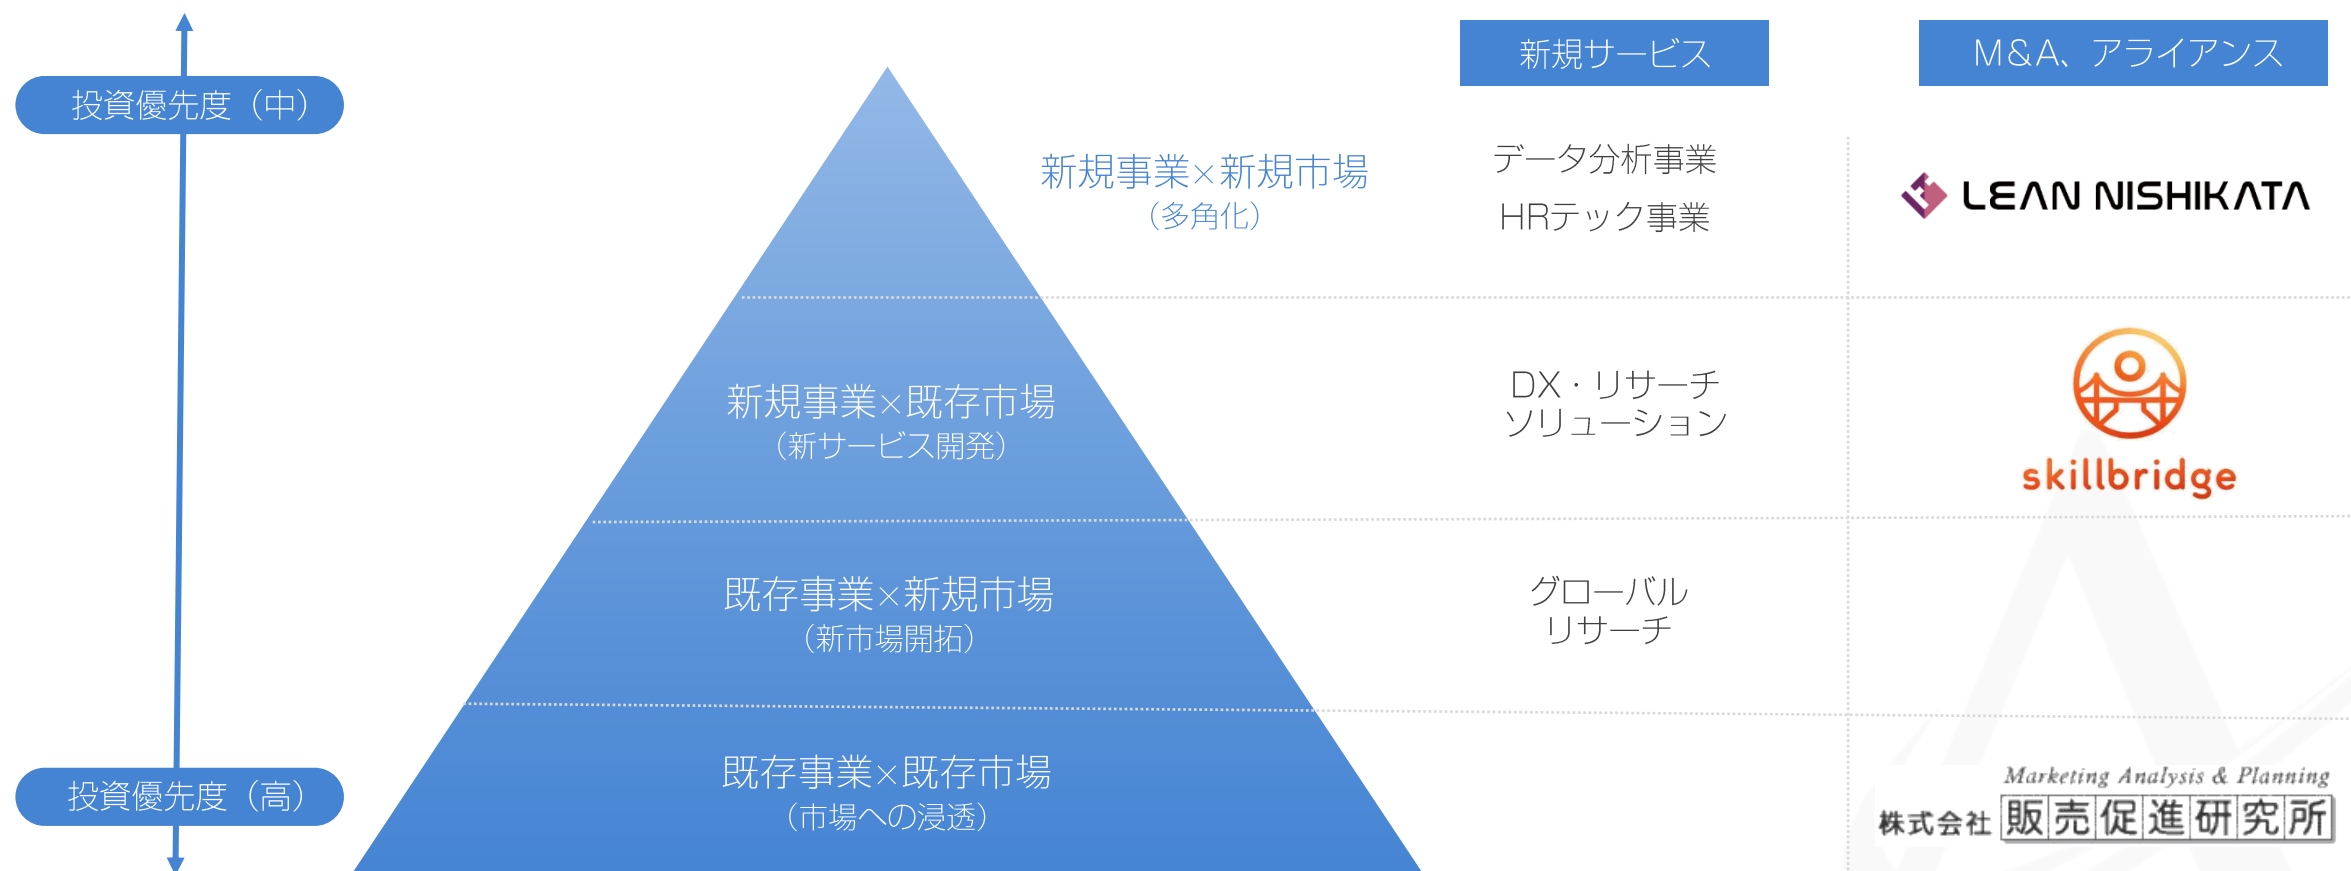 投資優先度（中）
新規サービス
M&A、アライアンス
新規事業×新規市場
（多角化）
データ分析事業
HRテック事業
LEAN NISHIKATA
新規事業×既存市場
（新サービス開発）
DX・リサーチ
ソリューション
skillbridge
既存事業×新規市場
（新市場開拓）
グローバル
リサーチ
投資優先度（高）
既存事業×既存市場
（市場への浸透）
Marketing Analysis & Planning
株式会社 販売促進研究所